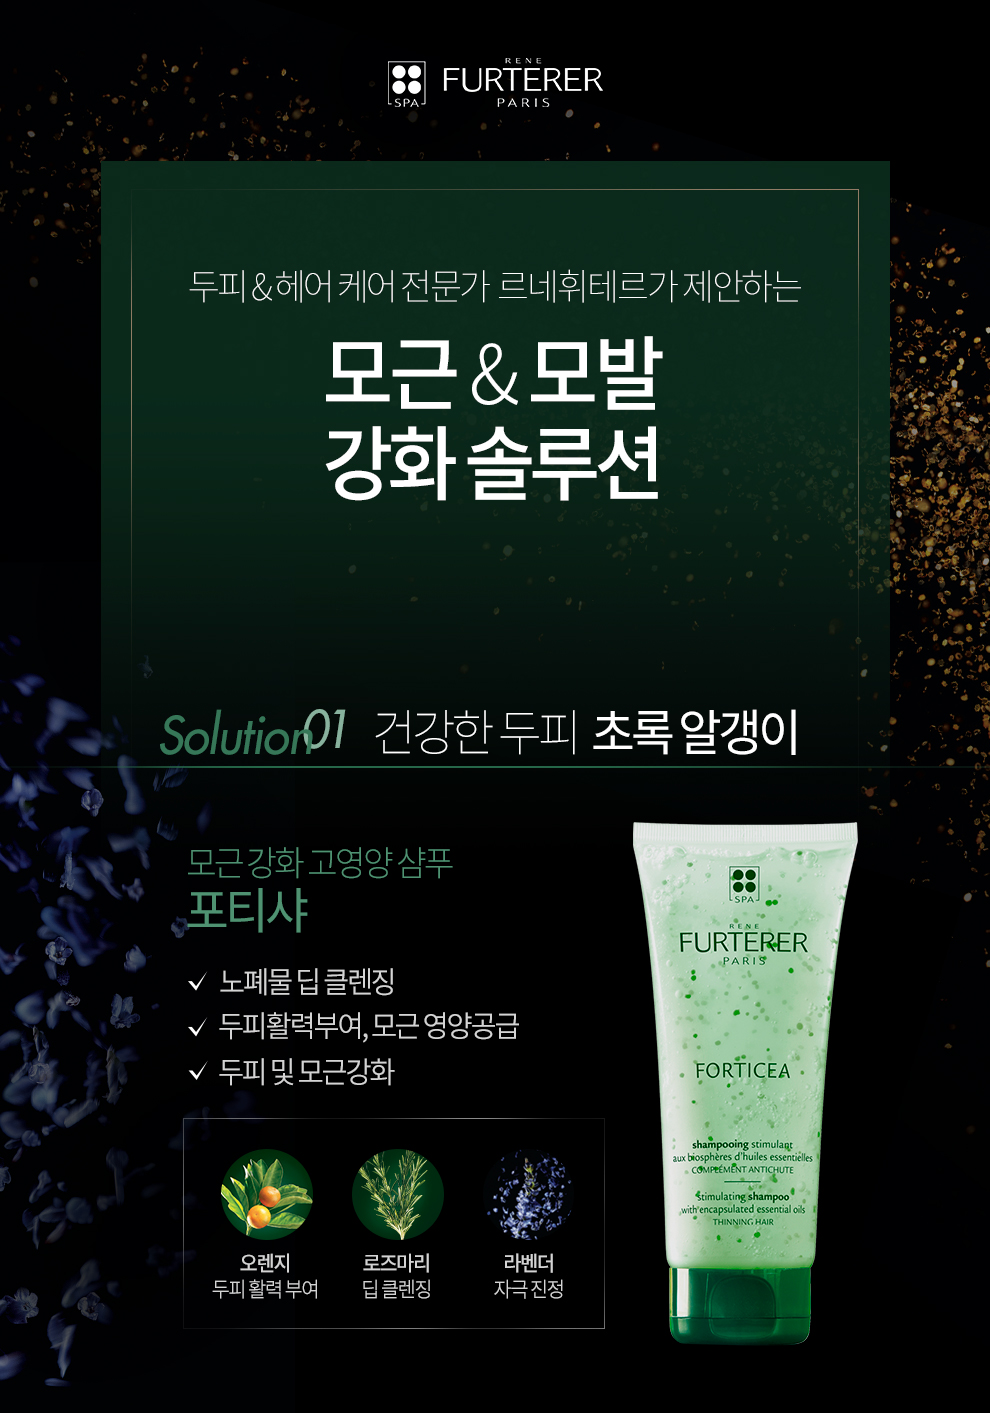 SPA
RENE
FURTERER
PARIS
두피 & 헤어 케어 전문가 르네휘테르가 제안하는
모근 & 모발
강화 솔루션
Solution01 건강한 두피 초록 알갱이
모근 강화 고영양 샴푸
포티샤
노폐물 딥 클렌징
두피활력부여, 모근 영양공급
두피 및 모근강화
오렌지
두피 활력 부여
로즈마리
딥 클렌징
라벤더
자극 진정
SPA
RENE
FURTERER
PARIS
FORTICEA
shampooing stimulant
aux biosphères d'huiles essentielles
COMPLÉMENT ANTICHUTE
stimulating shampoo
with encapsulated essential oils
THINNING HAIR